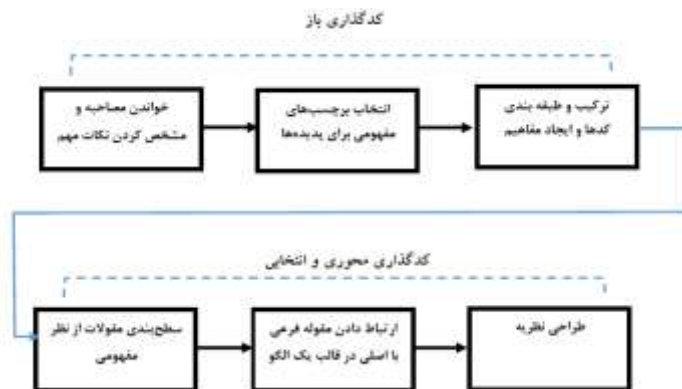 کدگذاری باز
خواندن مصاحبه و
مشخص کردن نکات مهم
انتخاب برچسب‌های
مفهومی برای پدیده‌ها
ترکیب و طبقه بندی
کدها و ایجاد مفاهیم
کدگذاری محوری و انتخابی
سطح‌بندی مقولات از نظر
مفهومی
ارتباط دادن مقوله فرعی
با اصلی در قالب یک الگو
طراحی نظریه